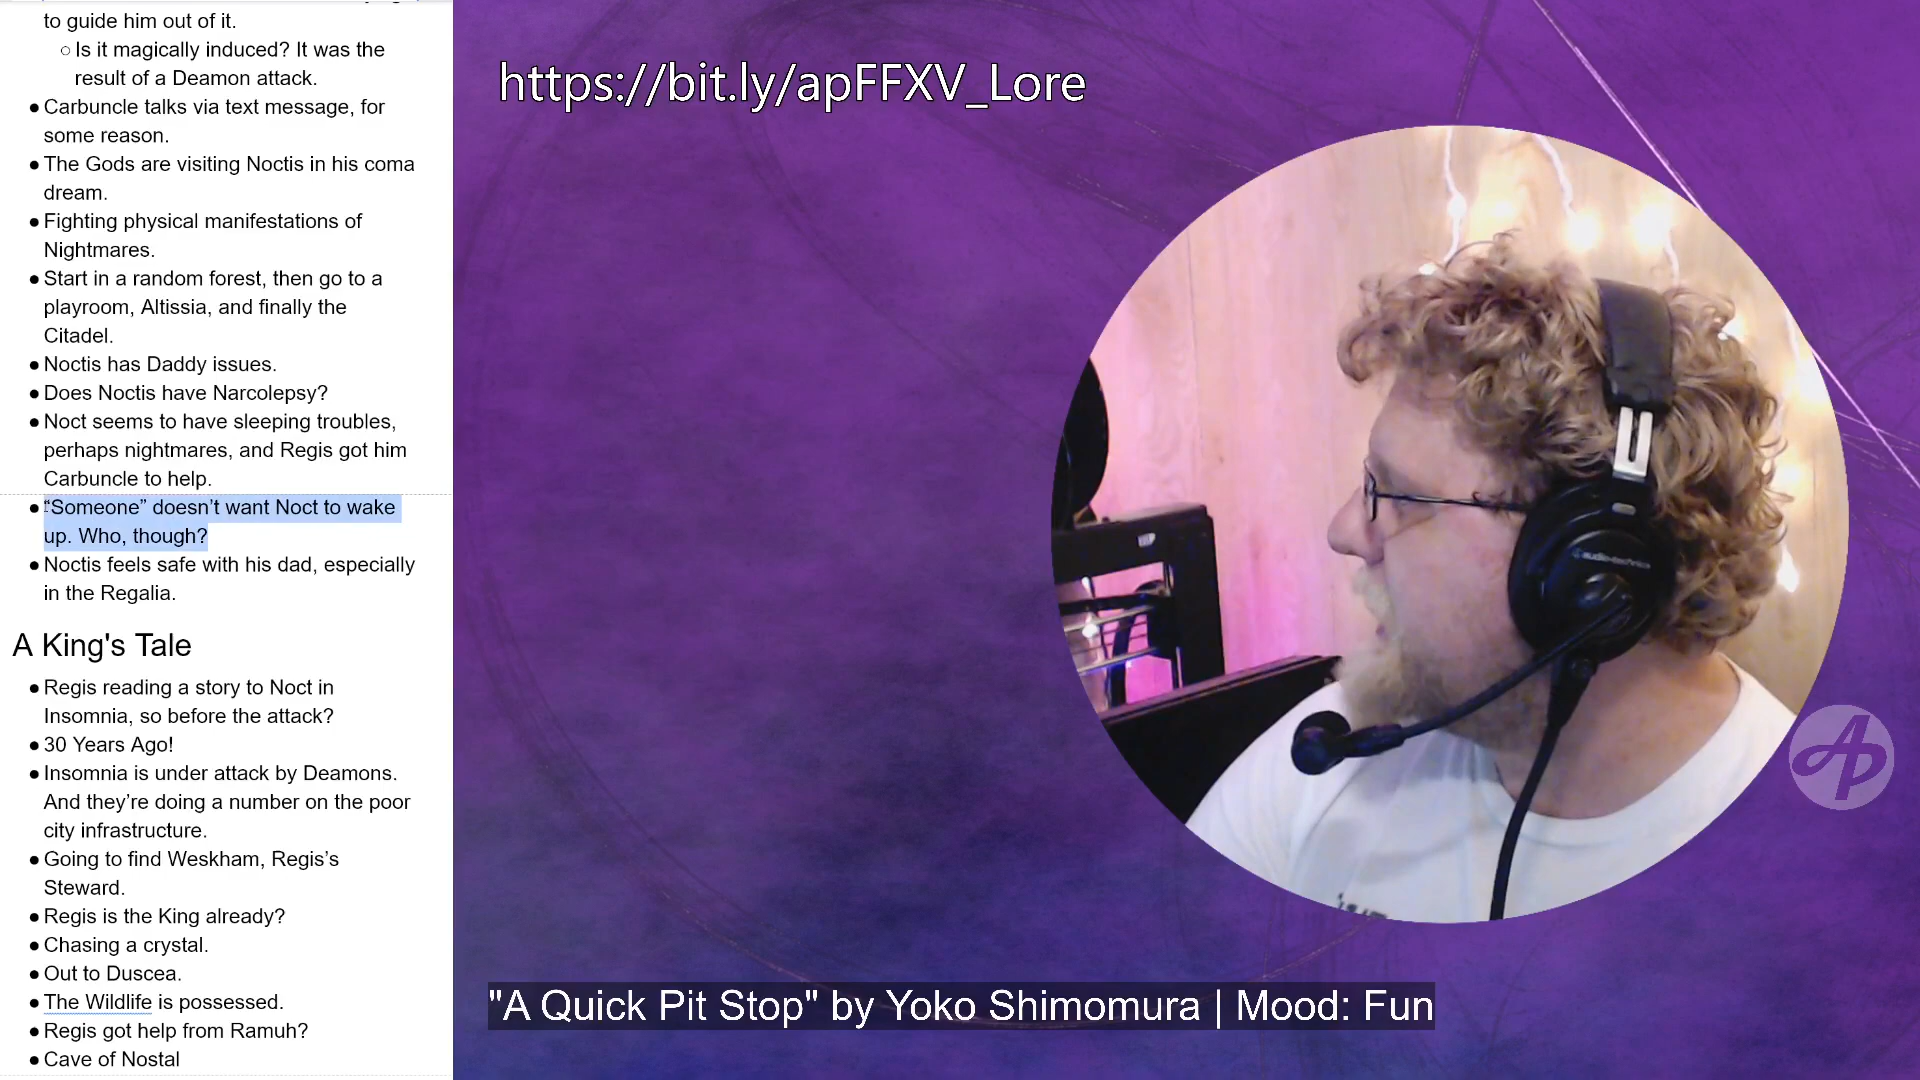 to guide him out of it.
○ Is it magically induced? It was the
result of a Deamon attack.
● Carbuncle talks via text message, for
some reason.
● The Gods are visiting Noctis in his coma
dream.
● Fighting physical manifestations of
Nightmares.
● Start in a random forest, then go to a
playroom, Altissia, and finally the
Citadel.
● Noctis has Daddy issues.
● Does Noctis have Narcolepsy?
● Noct seems to have sleeping troubles,
perhaps nightmares, and Regis got him
Carbuncle to help.
● “Someone” doesn’t want Noct to wake
up. Who, though?
● Noctis feels safe with his dad, especially
in the Regalia.
A King's Tale
● Regis reading a story to Noct in
Insomnia, so before the attack?
● 30 Years Ago!
● Insomnia is under attack by Deamons.
And they’re doing a number on the poor
city infrastructure.
● Going to find Weskham, Regis’s
Steward.
● Regis is the King already?
● Chasing a crystal.
● Out to Duscea.
● The Wildlife is possessed.
● Regis got help from Ramuh?
● Cave of Nostal
https://bit.ly/apFFXV_Lore
audio-technica
AP
"A Quick Pit Stop" by Yoko Shimomura | Mood: Fun